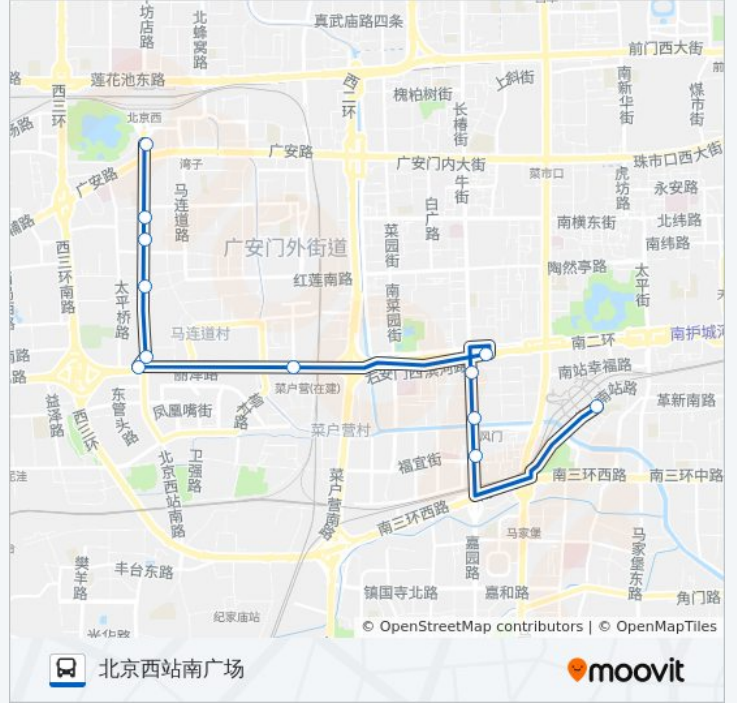 坊店路
北蜂窝路
真武庙路四条
前门西大街
莲花池东路
西三环
西二环
上斜街
槐柏树街
长椿街
南新华街
煤市街
北京西
广安路
湾子
广安门内大街
珠市口西大街
广安路
马连道路
牛街
菜市口
虎坊路
永安路
白广路
菜园街
南横东街
北纬路
南纬路
广安门外街道
西三环南路
陶然亭路
太平街
红莲南路
太平桥路
南菜园街
马连道村
南二环
南护城河
丽泽路
右安门西滨河路
南站幸福路
南站路
益泽路
东管头路
菜户营(在建)
革新南路
凤凰嘴街
西三环
菜户营村
风门
福宜街
卫强路
北京西站南路
菜户营南路
南三环西路
南三环中路
南三环西路
马家堡
嘉园路
马家堡东路
樊羊路
丰台东路
镇国寺北路
嘉和路
角门路
纪家庙站
© OpenStreetMap contributors | © OpenMapTiles
北京西站南广场
moovit